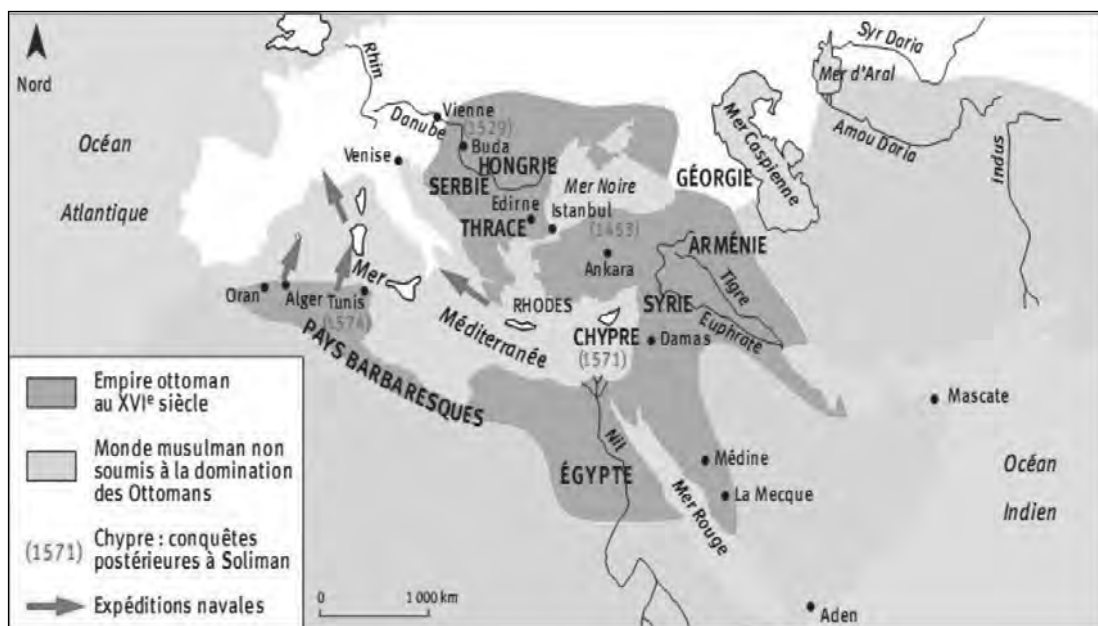 Nord
Océan
Atlantique
Rhin
Vienne
(1529)
Danube
Buda
HONGRIE
Venise
SERBIE
Edirne
THRACE
Mer Noire
Istanbul
(1453)
Ankara
GÉORGIE
ARMÉNIE
Mer Caspienne
Mer d'Aral
Syr Daria
Amou Daria
Indus
Oran
Alger
Tunis
(1574)
Mer
Méditerranée
RHODES
CHYPRE
(1571)
SYRIE
Damas
Tigre
Euphrate
PAYS BARBARESQUES
Nil
ÉGYPTE
Mer Rouge
Médine
La Mecque
Aden
Mascate
Océan
Indien
Empire ottoman
au XVIe siècle
Monde musulman non
soumis à la domination
des Ottomans
(1571)
Chypre : conquêtes
postérieures à Soliman
Expéditions navales
0
1 000 km